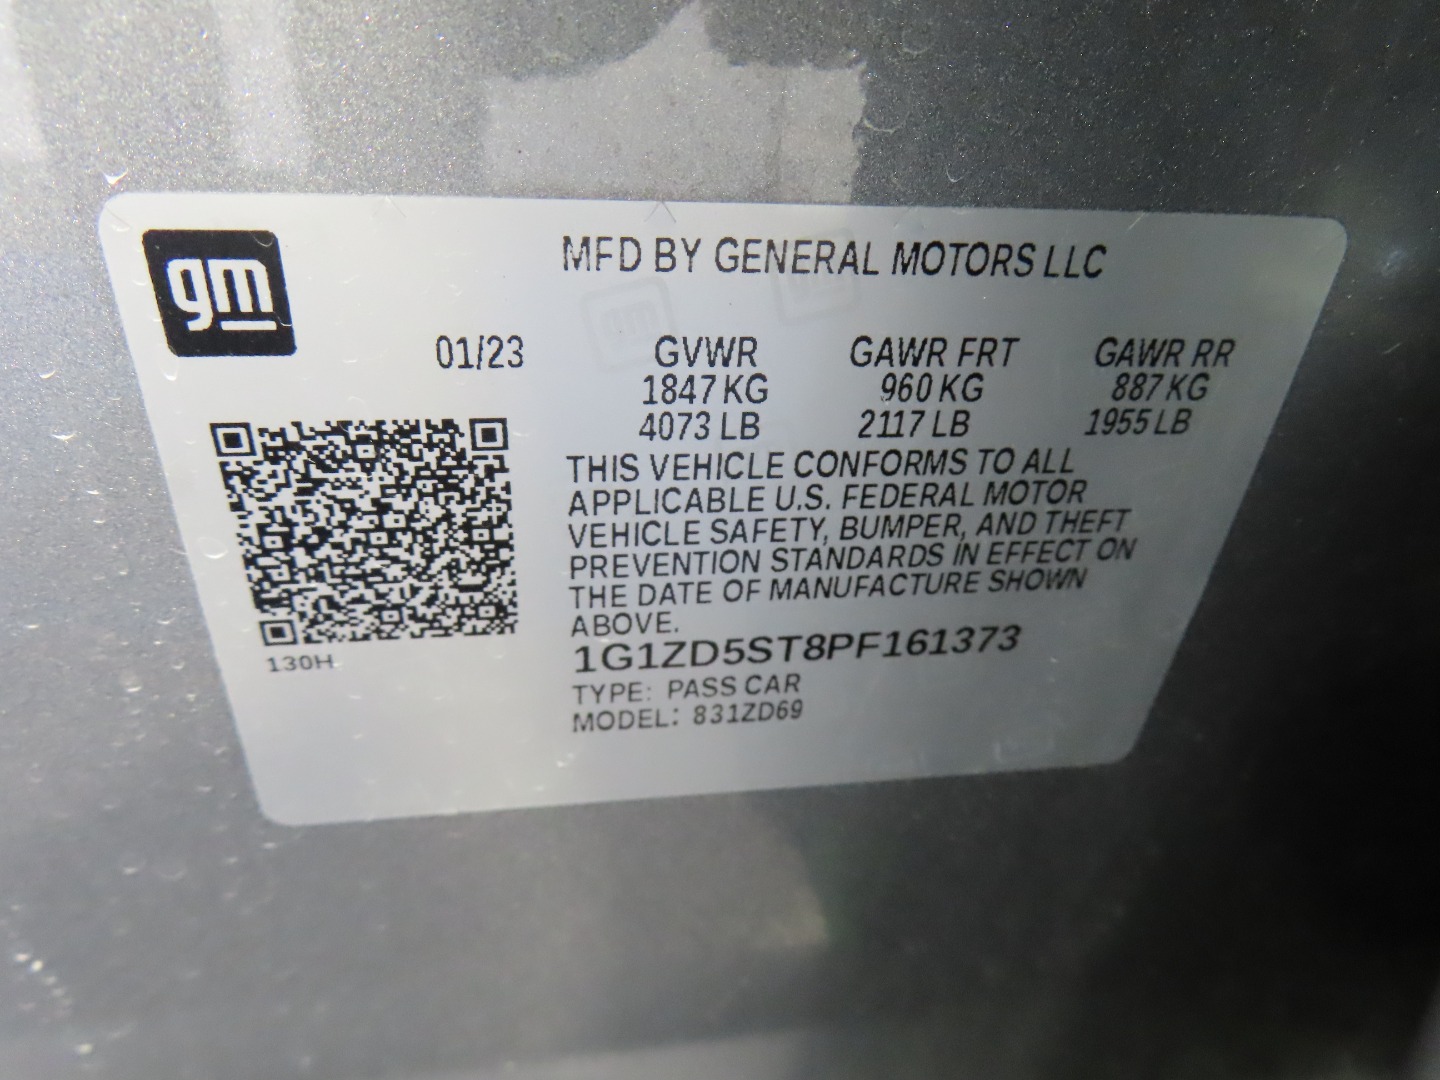 gm
MFD BY GENERAL MOTORS LLC
01/23 GVWR GAWR FRT GAWR RR
1847 KG 960 KG 887 KG
4073 LB 2117 LB 1955 LB
THIS VEHICLE CONFORMS TO ALL
APPLICABLE U.S. FEDERAL MOTOR
VEHICLE SAFETY, BUMPER, AND THEFT
PREVENTION STANDARDS IN EFFECT ON
THE DATE OF MANUFACTURE SHOWN
ABOVE.
130H
1G1ZD5ST8PF161373
TYPE: PASS CAR
MODEL: 831ZD69